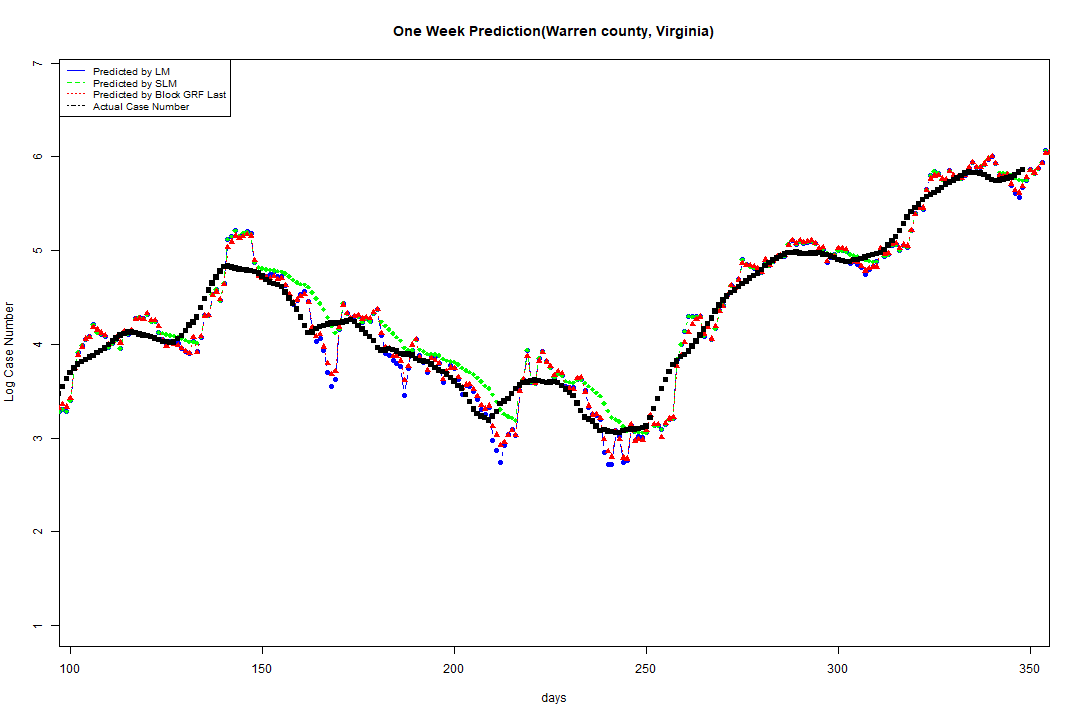 One Week Prediction(Warren county, Virginia)
Predicted by LM
Predicted by SLM
Predicted by Block GRF Last
Actual Case Number
7
6
5
4
3
2
1
Log Case Number
100 150 200 250 300 350
days